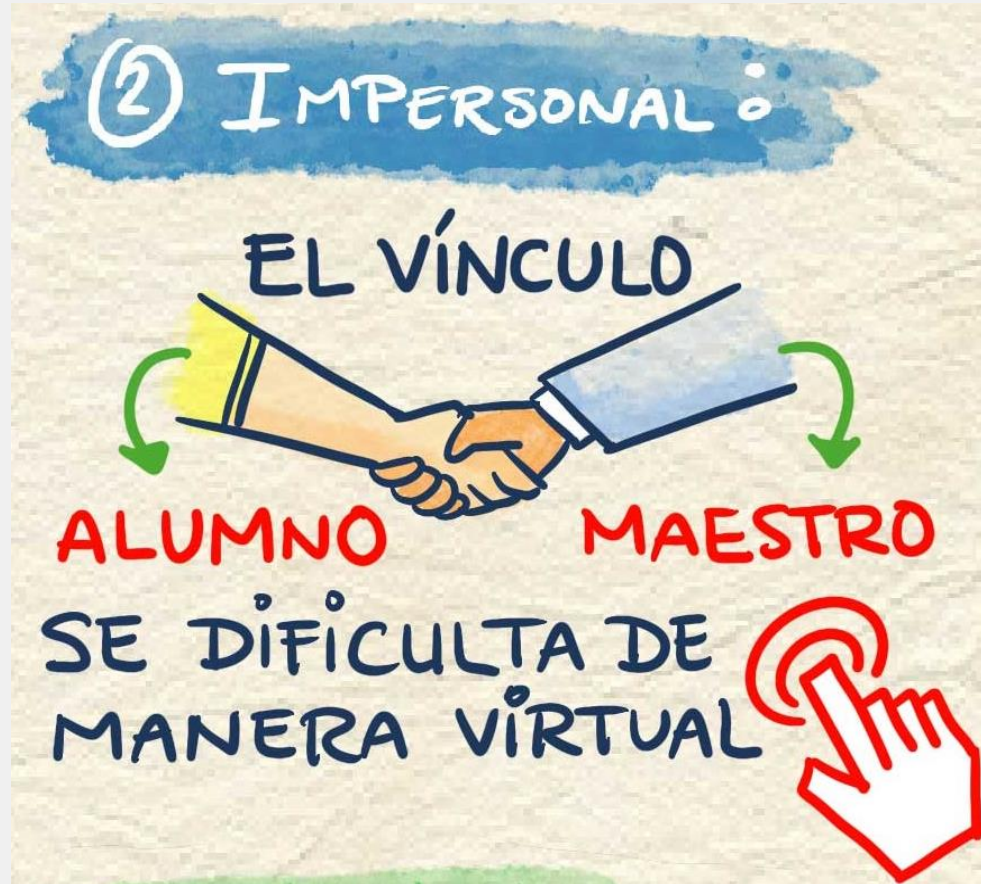 ② IMPERSONAL:
EL VÍNCULO
ALUMNO MAESTRO
SE DIFICULTA DE
MANERA VIRTUAL